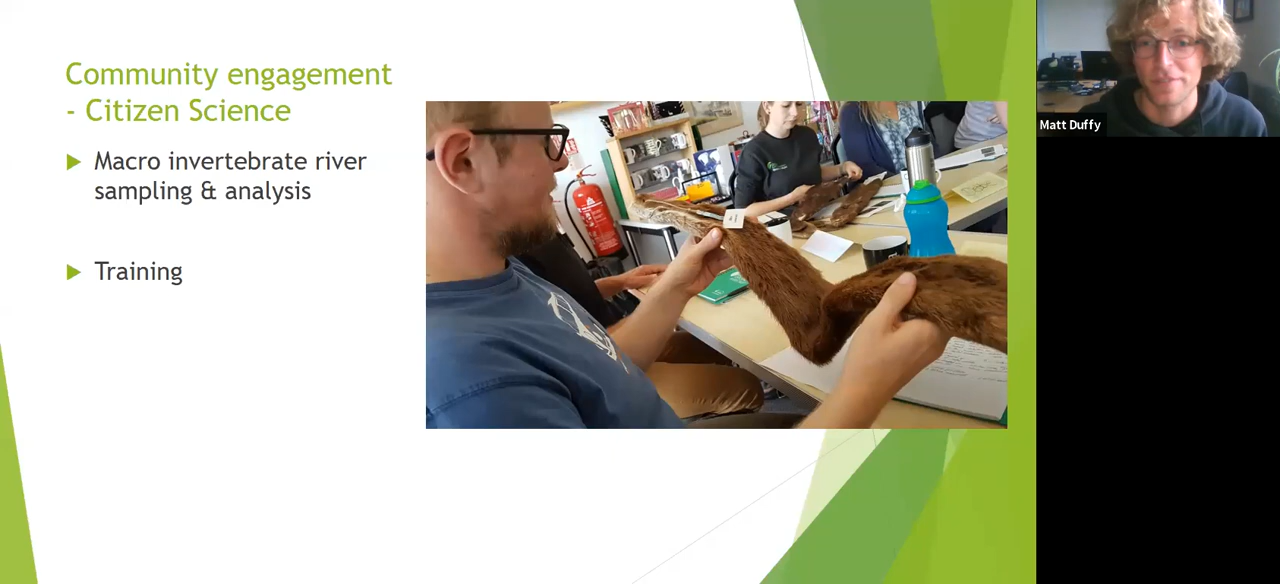 Community engagement
- Citizen Science
Macro invertebrate river
sampling & analysis
Training
Matt Duffy